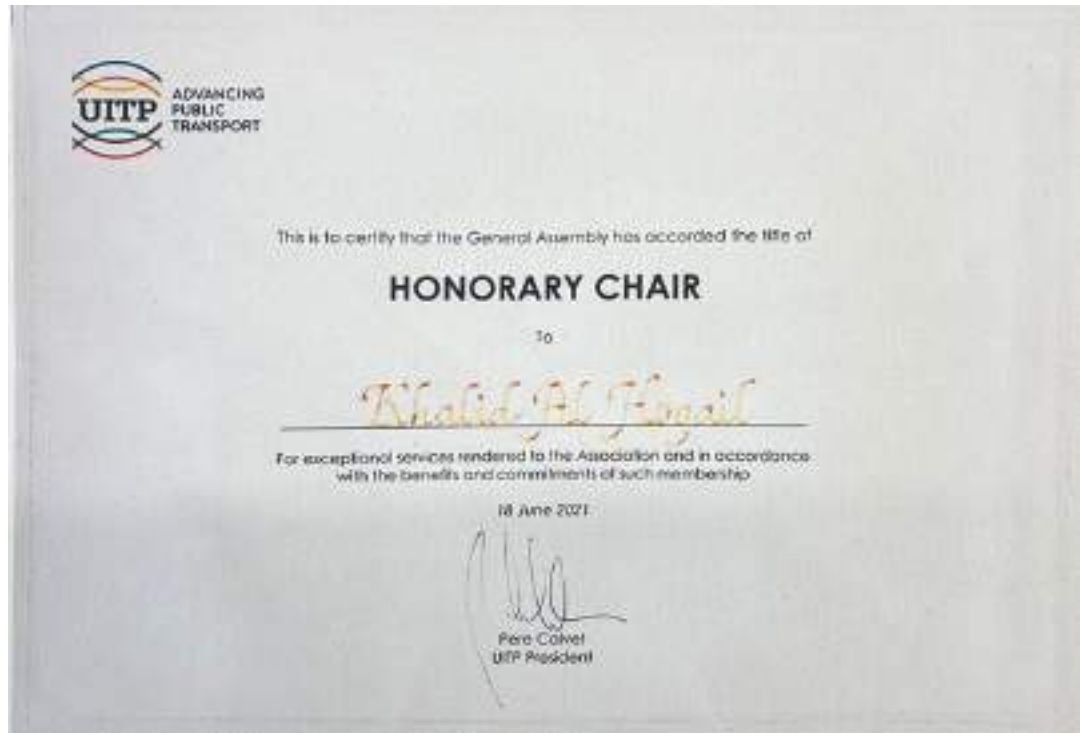 UITP
ADVANCING
PUBLIC
TRANSPORT
This is to certify that the General Assembly has accorded the title of
HONORARY CHAIR
To
Khalid Al Hogail
For exceptional services rendered to the Association and in accordance
with the benefits and commitments of such membership
18 June 2021
Pere Calvet
UITP President